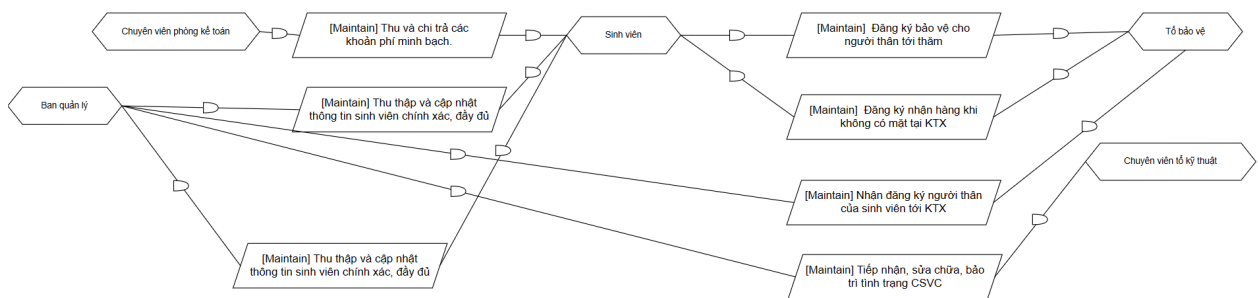 Chuyên viên phòng kế toán
[Maintain] Thu và chi trả các
khoản phí minh bạch.
Sinh viên
[Maintain]  Đăng ký bảo vệ cho
người thân tới thăm
Tổ bảo vệ
Ban quản lý
[Maintain] Thu thập và cập nhật
thông tin sinh viên chính xác, đầy đủ
[Maintain]  Đăng ký nhận hàng khi
không có mặt tại KTX
Chuyên viên tổ kỹ thuật
[Maintain] Nhận đăng ký người thân
của sinh viên tới KTX
[Maintain] Thu thập và cập nhật
thông tin sinh viên chính xác, đầy đủ
[Maintain] Tiếp nhận, sửa chữa, bảo
trì tình trạng CSVC